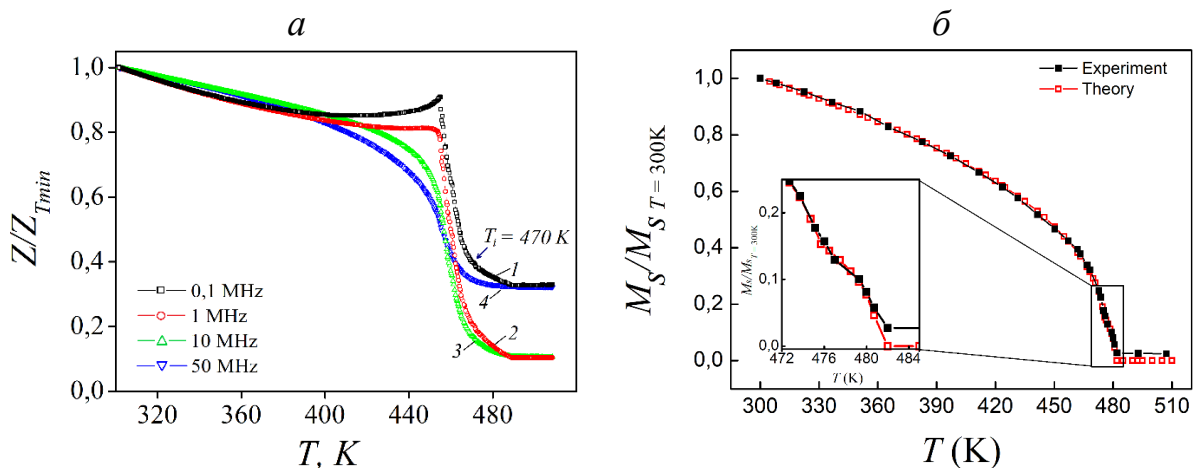 а
Z/Z_Tmin
1,0
0,8
0,6
0,4
0,2
0,0
T_i = 470 K
1
4
2
3
0,1 MHz
1 MHz
10 MHz
50 MHz
320
400
440
480
T, K
б
M_S/M_S T = 300K
1,0
0,8
0,6
0,4
0,2
0,0
Experiment
Theory
M_S/M_S T = 300K
0,2
0,1
0,0
472
476
480
484
T (K)
300
330
360
390
420
450
480
510
T (K)